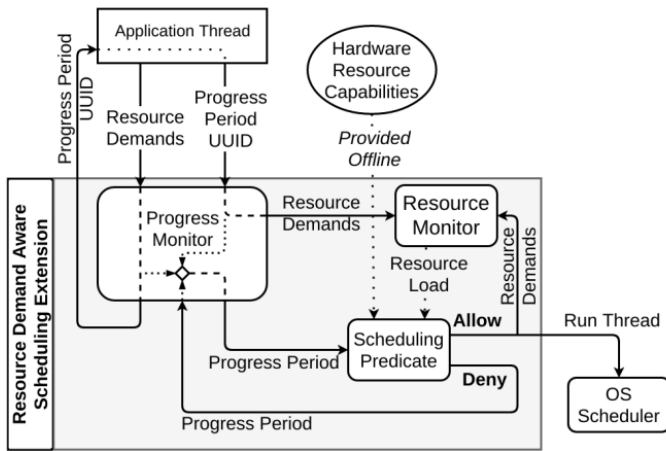 Application Thread
Hardware
Resource
Capabilities
Progress Period
UUID
Resource
Demands
Progress
Period
UUID
Provided
Offline
Resource Demand Aware
Scheduling Extension
Progress
Monitor
Resource
Demands
Resource
Monitor
Resource
Load
Resource
Demands
Allow
Run Thread
Scheduling
Predicate
Progress Period
Deny
OS
Scheduler
Progress Period